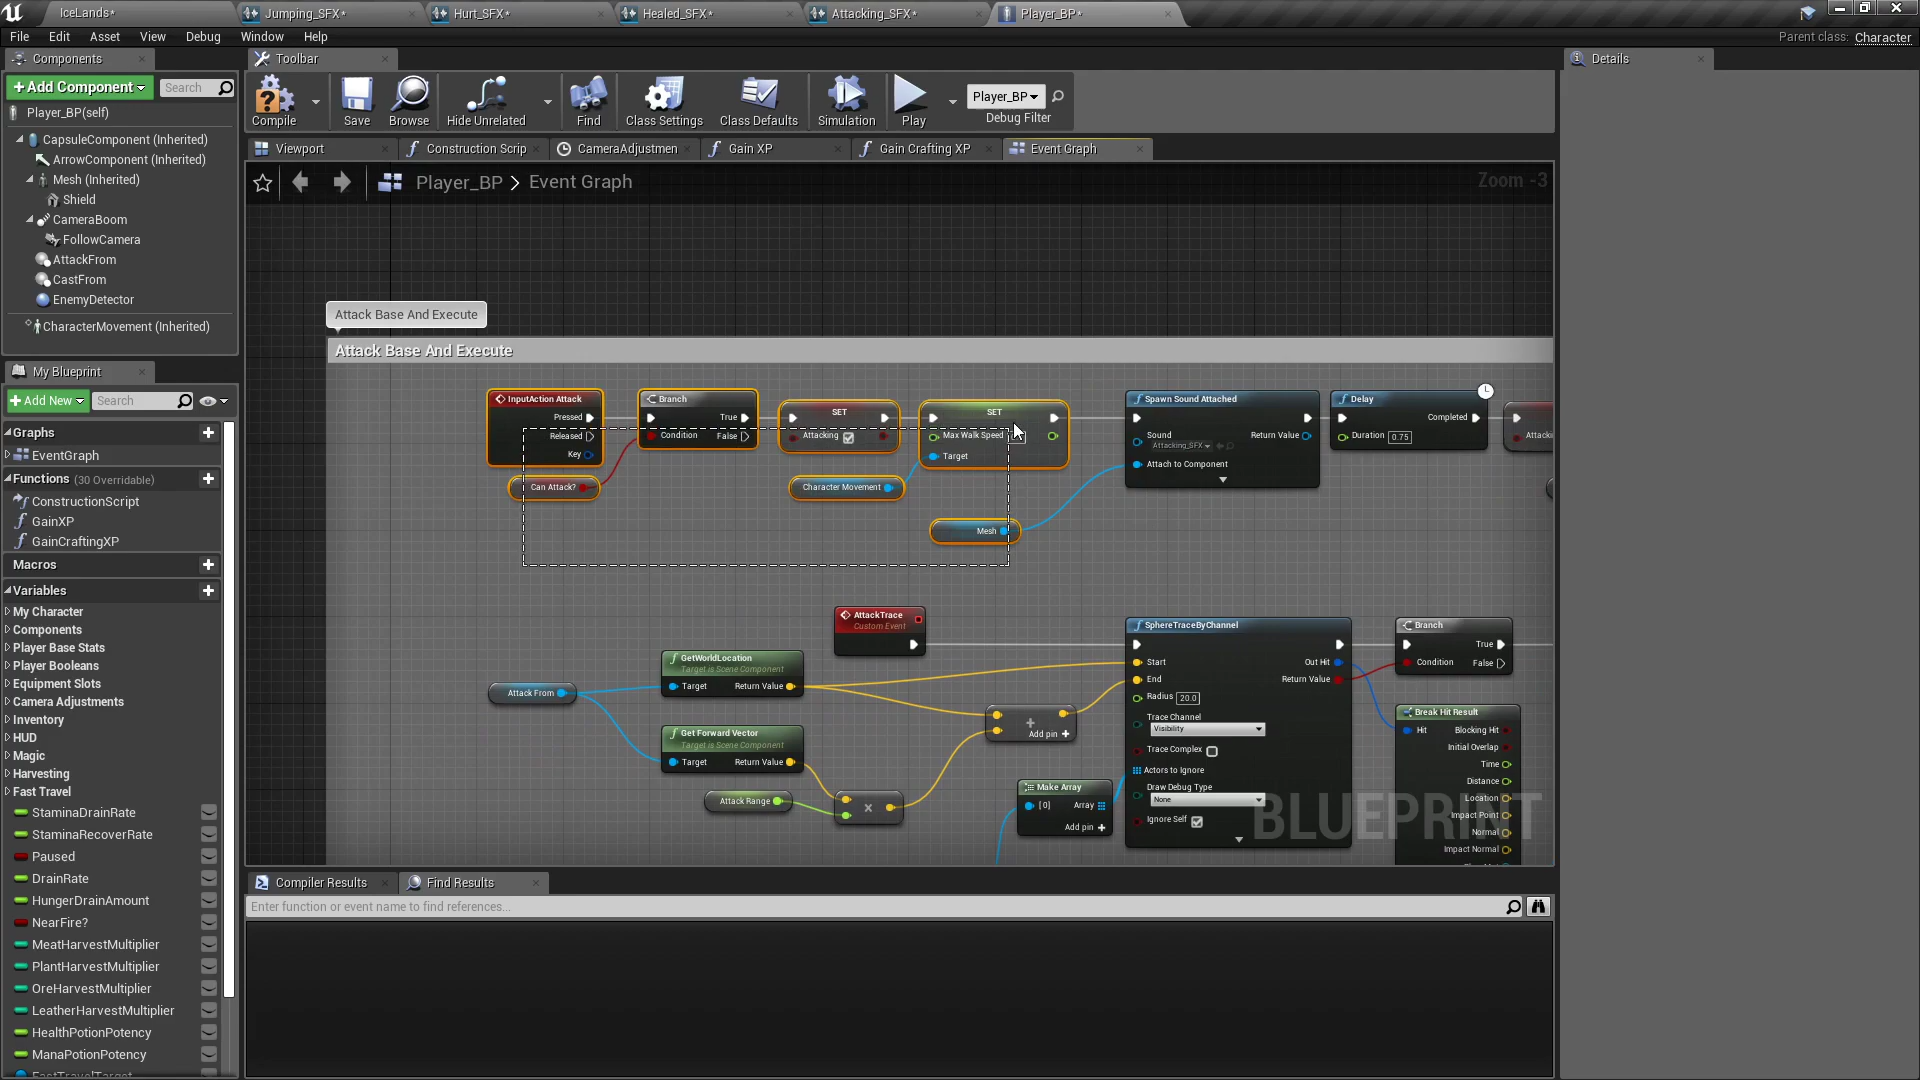 IceLands*
Jumping_SFX*
Hurt_SFX*
Healed_SFX*
Attacking_SFX*
Player_BP*
File Edit Asset View Debug Window Help
Parent class: Character
Components
Toolbar
Details
+Add Component
Search
Player_BP(self)
CapsuleComponent (Inherited)
ArrowComponent (Inherited)
Mesh (Inherited)
Shield
CameraBoom
FollowCamera
AttackFrom
CastFrom
EnemyDetector
CharacterMovement (Inherited)
Compile
Save
Browse
Hide Unrelated
Find
Class Settings
Class Defaults
Simulation
Play
Player_BP
Debug Filter
Viewport
Construction Scrip
CameraAdjustmen
Gain XP
Gain Crafting XP
Event Graph
Player_BP > Event Graph
Zoom -3
My Blueprint
+Add New
Search
Graphs
EventGraph
Functions (30 Overridable)
ConstructionScript
GainXP
GainCraftingXP
Macros
Variables
My Character
Components
Player Base Stats
Player Booleans
Equipment Slots
Camera Adjustments
Inventory
HUD
Magic
Harvesting
Fast Travel
StaminaDrainRate
StaminaRecoverRate
Paused
DrainRate
HungerDrainAmount
NearFire?
MeatHarvestMultiplier
PlantHarvestMultiplier
OreHarvestMultiplier
LeatherHarvestMultiplier
HealthPotionPotency
ManaPotionPotency
FastTravelTarget
Attack Base And Execute
Attack Base And Execute
InputAction Attack
Pressed
Released
Key
Can Attack?
Branch
True
Condition False
SET
Attacking
SET
Max Walk Speed
Target
Character Movement
Mesh
Spawn Sound Attached
Sound
Attacking_SFX
Return Value
Attach to Component
Delay
Completed
Duration 0.75
Attacki
AttackTrace
Custom Event
GetWorldLocation
Target is Scene Component
Target Return Value
Attack From
Get Forward Vector
Target is Scene Component
Target Return Value
Attack Range
×
+
Add pin +
Make Array
[0] Array
Add pin +
SphereTraceByChannel
Start Out Hit
End Return Value
Radius 20.0
Trace Channel
Visibility
Trace Complex
Actors to Ignore
Draw Debug Type
None
Ignore Self
Branch
True
Condition False
Break Hit Result
Hit Blocking Hit
Initial Overlap
Time
Distance
Location
Impact Point
Normal
Impact Normal
BLUEPRINT
Compiler Results
Find Results
Enter function or event name to find references...